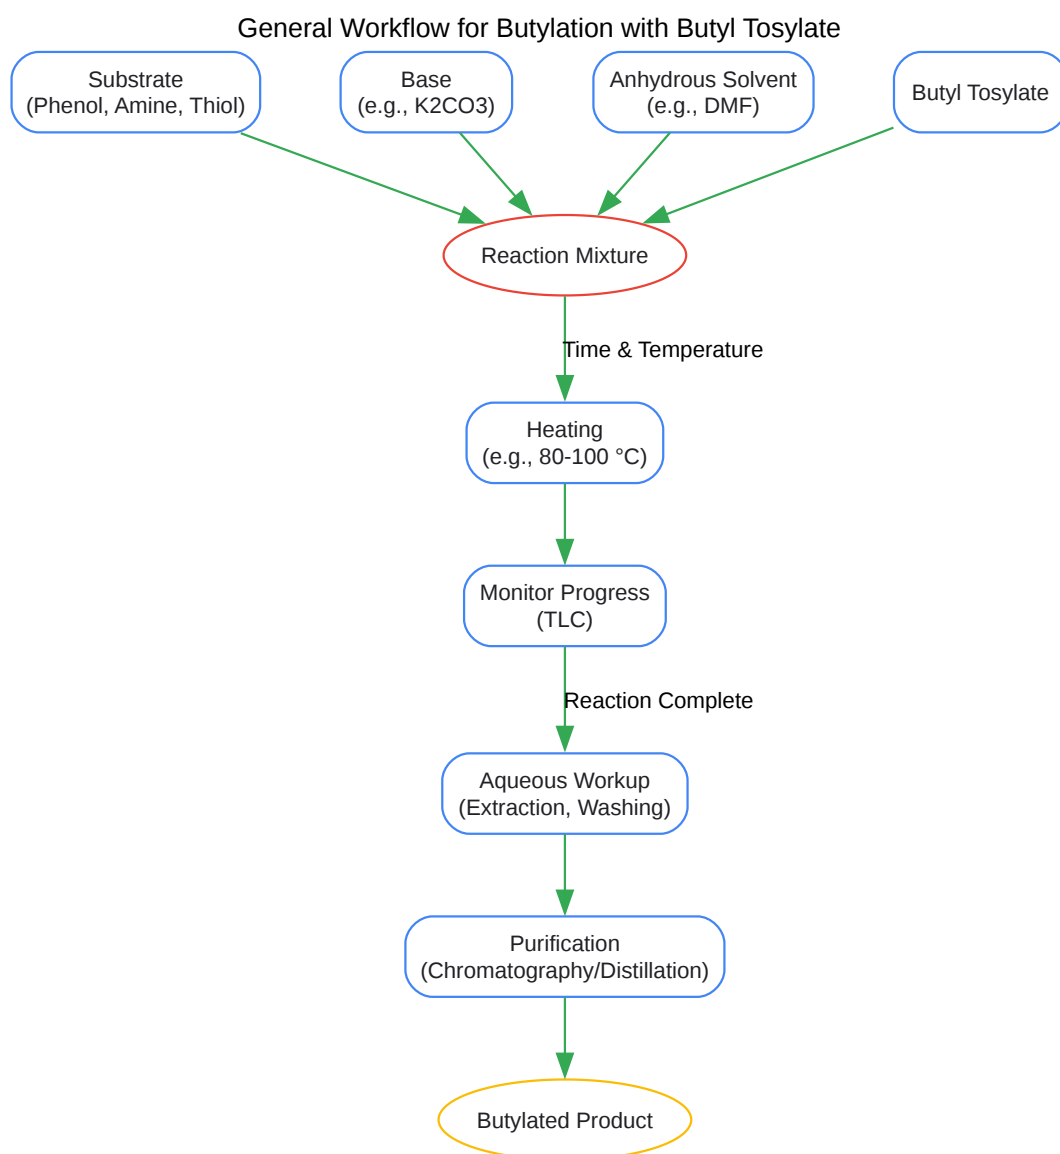 General Workflow for Butylation with Butyl Tosylate
Substrate
(Phenol, Amine, Thiol)
Base
(e.g., K2CO3)
Anhydrous Solvent
(e.g., DMF)
Butyl Tosylate
Reaction Mixture
Time & Temperature
Heating
(e.g., 80-100 °C)
Monitor Progress
(TLC)
Reaction Complete
Aqueous Workup
(Extraction, Washing)
Purification
(Chromatography/Distillation)
Butylated Product